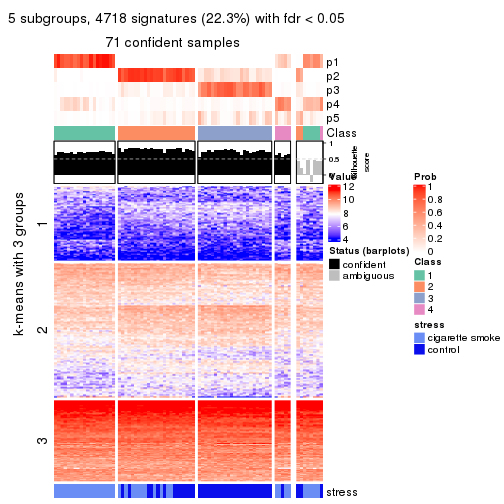 5 subgroups, 4718 signatures (22.3%) with fdr < 0.05
71 confident samples
p1
p2
p3
p4
p5
Class
1
0.5
0
Silhouette
score
k-means with 3 groups
1
2
3
stress
Value
12
10
8
6
4
Status (barplots)
confident
ambiguous
Prob
1
0.8
0.6
0.4
0.2
0
Class
1
2
3
4
stress
cigarette smoke
control